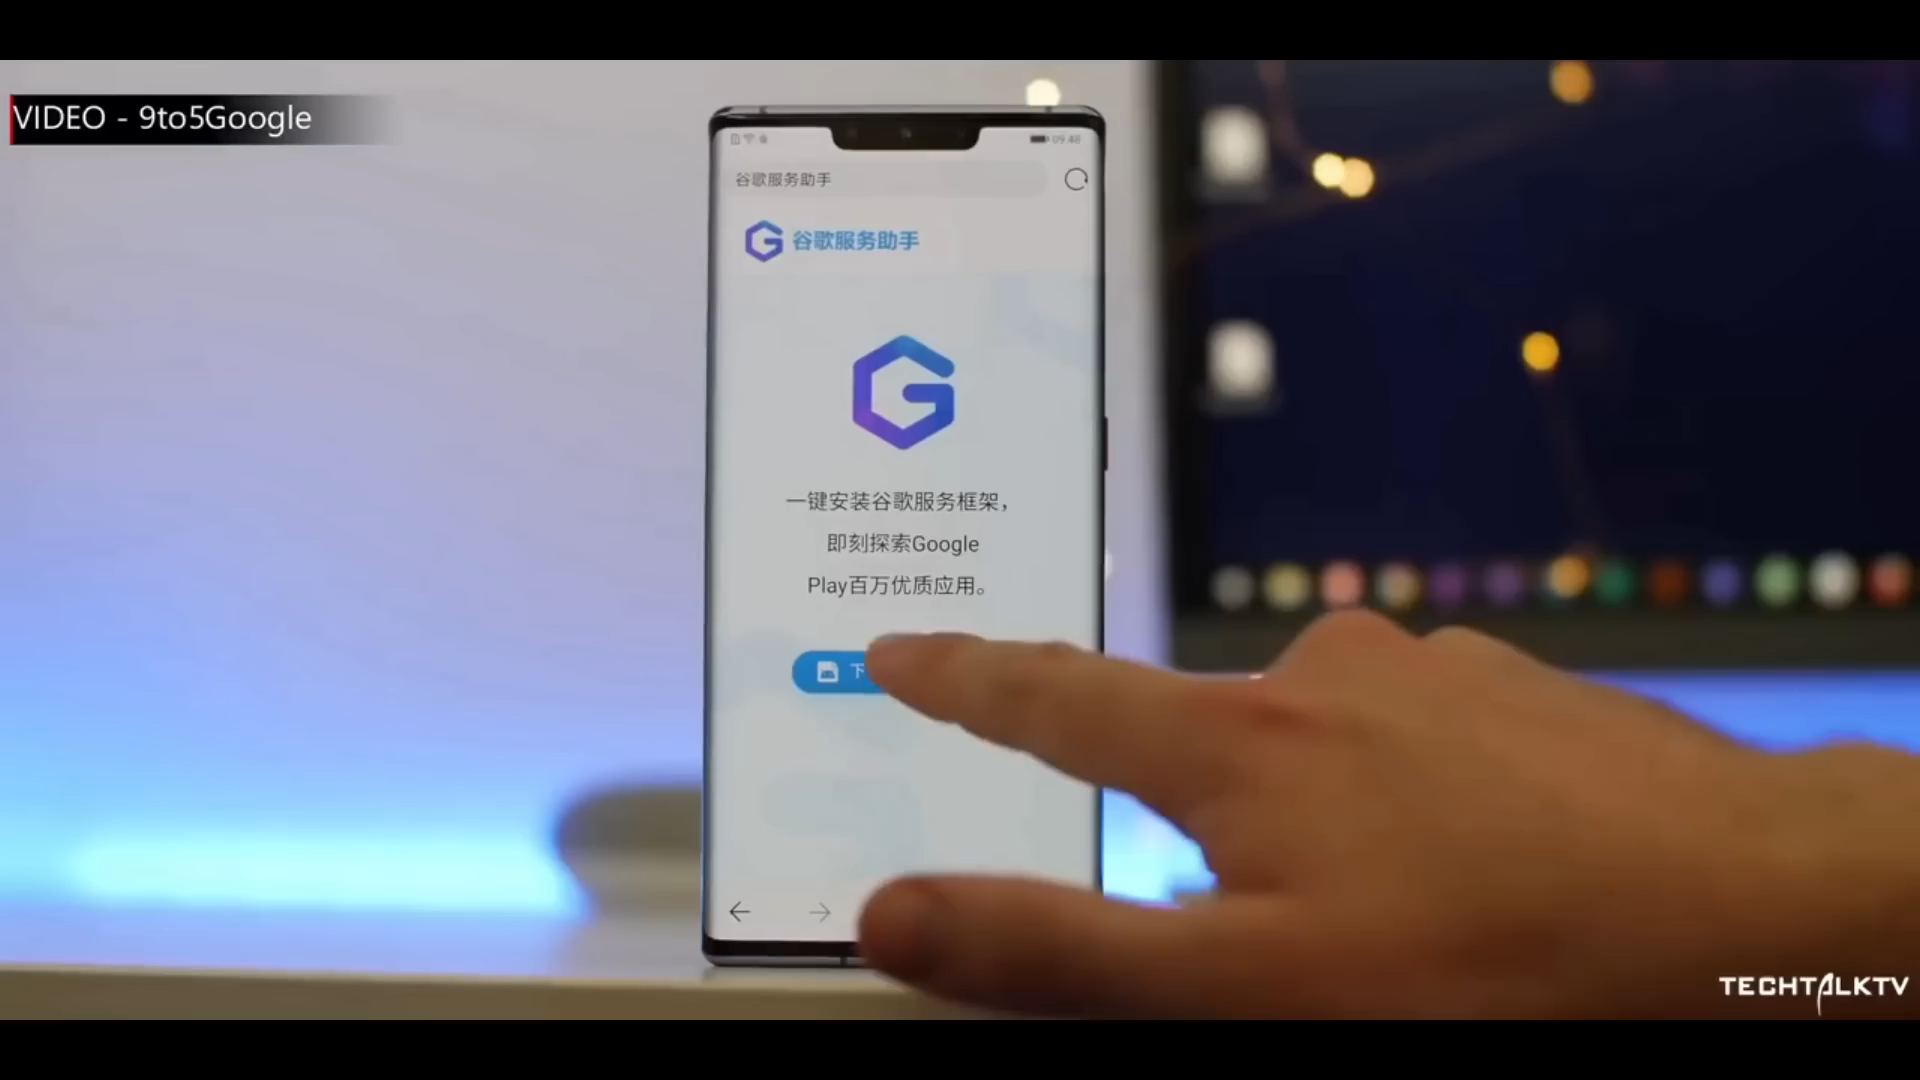 VIDEO - 9to5Google
09:48
谷歌服务助手
谷歌服务助手
一键安装谷歌服务框架，
即刻探索Google
Play百万优质应用。
下
TECHTALKTV